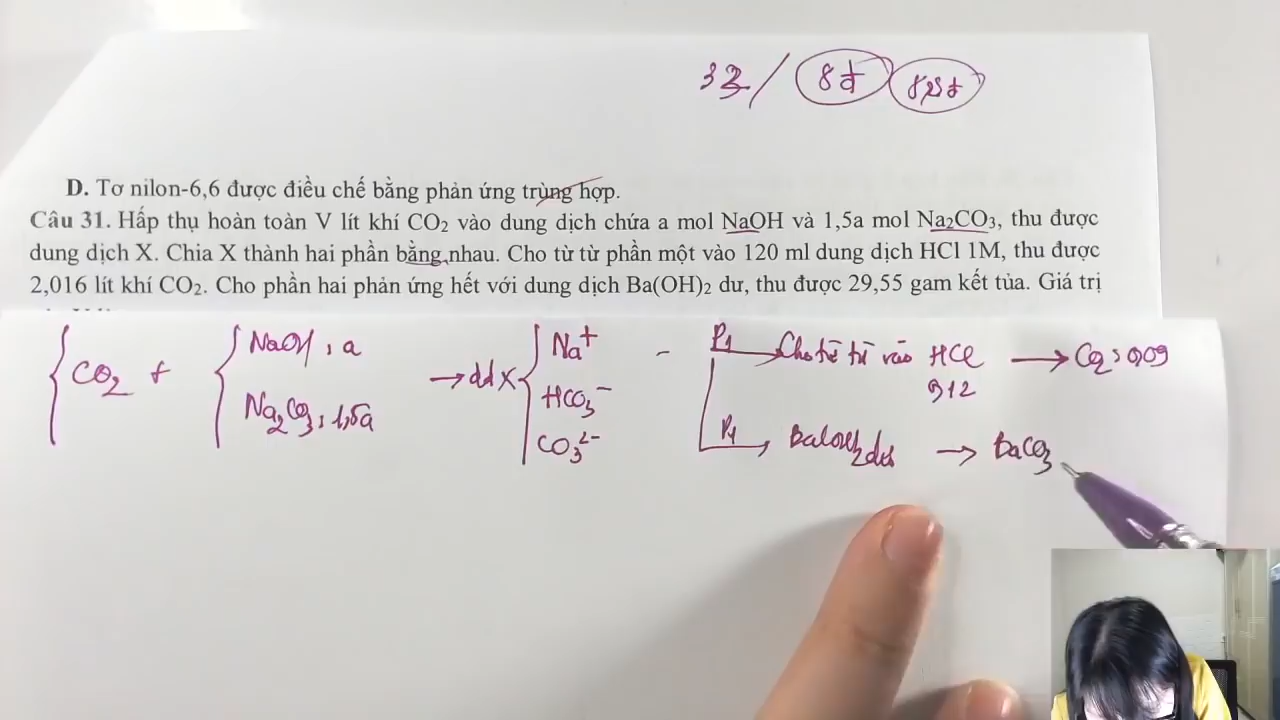 33/ 8đ 8,25đ
D. Tơ nilon-6,6 được điều chế bằng phản ứng trùng hợp.
Câu 31. Hấp thụ hoàn toàn V lít khí CO₂ vào dung dịch chứa a mol NaOH và 1,5a mol Na₂CO₃, thu được
dung dịch X. Chia X thành hai phần bằng nhau. Cho từ từ phần một vào 120 ml dung dịch HCl 1M, thu được
2,016 lít khí CO₂. Cho phần hai phản ứng hết với dung dịch Ba(OH)₂ dư, thu được 29,55 gam kết tủa. Giá trị
CO₂ + NaOH : a → dd X Na⁺ P1 Cho từ từ vào HCl → CO₂ : 0,09
Na₂CO₃ : 1,5a HCO₃⁻ 0,12
CO₃²⁻ P1 Ba(OH)₂ dư → BaCO₃